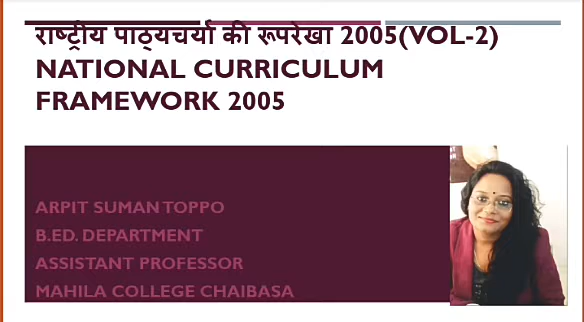 राष्ट्रीय पाठ्यचर्या की रूपरेखा 2005(VOL-2)
NATIONAL CURRICULUM
FRAMEWORK 2005
ARPIT SUMAN TOPPO
B.ED. DEPARTMENT
ASSISTANT PROFESSOR
MAHILA COLLEGE CHAIBASA